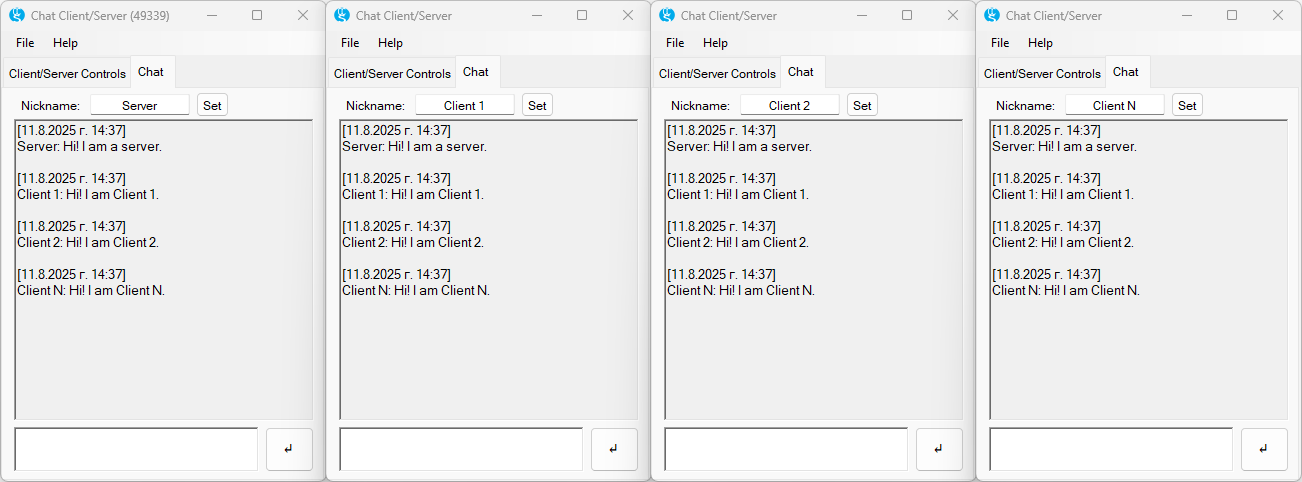 Chat Client/Server (49339)
File Help
Client/Server Controls Chat
Nickname: Server Set
[11.8.2025 г. 14:37]
Server: Hi! I am a server.
[11.8.2025 г. 14:37]
Client 1: Hi! I am Client 1.
[11.8.2025 г. 14:37]
Client 2: Hi! I am Client 2.
[11.8.2025 г. 14:37]
Client N: Hi! I am Client N.
↵
Chat Client/Server
File Help
Client/Server Controls Chat
Nickname: Client 1 Set
[11.8.2025 г. 14:37]
Server: Hi! I am a server.
[11.8.2025 г. 14:37]
Client 1: Hi! I am Client 1.
[11.8.2025 г. 14:37]
Client 2: Hi! I am Client 2.
[11.8.2025 г. 14:37]
Client N: Hi! I am Client N.
↵
Chat Client/Server
File Help
Client/Server Controls Chat
Nickname: Client 2 Set
[11.8.2025 г. 14:37]
Server: Hi! I am a server.
[11.8.2025 г. 14:37]
Client 1: Hi! I am Client 1.
[11.8.2025 г. 14:37]
Client 2: Hi! I am Client 2.
[11.8.2025 г. 14:37]
Client N: Hi! I am Client N.
↵
Chat Client/Server
File Help
Client/Server Controls Chat
Nickname: Client N Set
[11.8.2025 г. 14:37]
Server: Hi! I am a server.
[11.8.2025 г. 14:37]
Client 1: Hi! I am Client 1.
[11.8.2025 г. 14:37]
Client 2: Hi! I am Client 2.
[11.8.2025 г. 14:37]
Client N: Hi! I am Client N.
↵